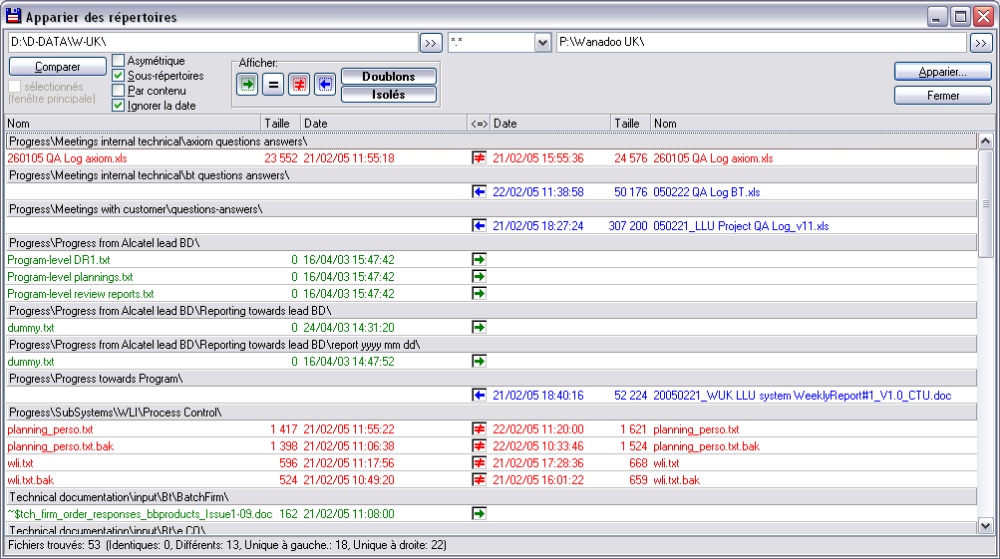 Apparier des répertoires
D:\D-DATA\W-UK\ >> *.* P:\Wanadoo UK\ >>
Comparer
sélectionnés
(fenêtre principale)
Asymétrique
Sous-répertoires
Par contenu
Ignorer la date
Afficher:
=
Doublons
Isolés
Apparier...
Fermer
Nom Taille Date <=> Date Taille Nom
Progress\Meetings internal technical\axiom questions answers\
260105 QA Log axiom.xls 23 552 21/02/05 11:55:18 21/02/05 15:55:36 24 576 260105 QA Log axiom.xls
Progress\Meetings internal technical\bt questions answers\
22/02/05 11:38:58 50 176 050222 QA Log BT.xls
Progress\Meetings with customer\questions-answers\
21/02/05 18:27:24 307 200 050221_LLU Project QA Log_v11.xls
Progress\Progress from Alcatel lead BD\
Program-level DR1.txt 0 16/04/03 15:47:42
Program-level plannings.txt 0 16/04/03 15:47:42
Program-level review reports.txt 0 16/04/03 15:47:42
Progress\Progress from Alcatel lead BD\Reporting towards lead BD\
dummy.txt 0 24/04/03 14:31:20
Progress\Progress from Alcatel lead BD\Reporting towards lead BD\report yyyy mm dd\
dummy.txt 0 16/04/03 14:47:52
Progress\Progress towards Program\
21/02/05 18:40:16 52 224 20050221_WUK LLU system WeeklyReport#1_V1.0_CTU.doc
Progress\SubSystems\WLI\Process Control\
planning_perso.txt 1 417 21/02/05 11:55:22 22/02/05 11:20:00 1 621 planning_perso.txt
planning_perso.txt.bak 1 398 21/02/05 11:06:38 22/02/05 10:33:46 1 524 planning_perso.txt.bak
wli.txt 596 21/02/05 11:17:56 21/02/05 17:28:36 668 wli.txt
wli.txt.bak 524 21/02/05 10:49:20 21/02/05 16:01:22 659 wli.txt.bak
Technical documentation\input\Bt\BatchFirm\
~$tch_firm_order_responses_bbproducts_Issue1-09.doc 162 21/02/05 11:08:00
Technical documentation\input\Bt\e CO\
Fichiers trouvés: 53 (Identiques: 0, Différents: 13, Unique à gauche.: 18, Unique à droite: 22)